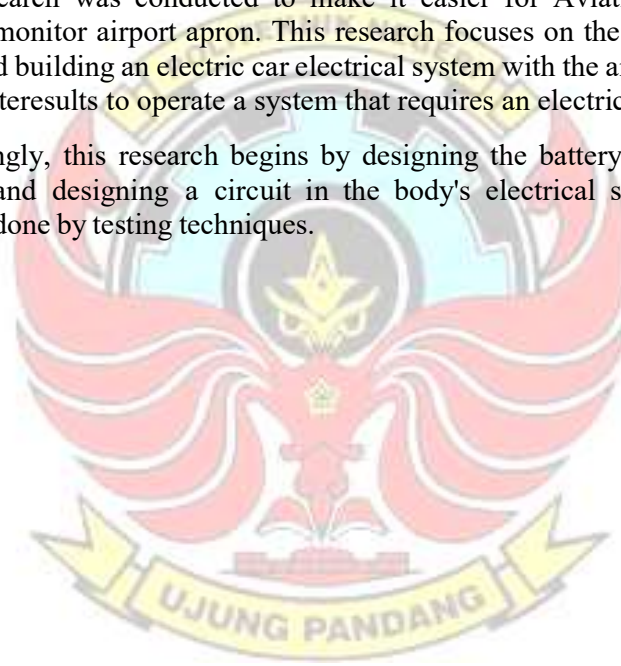 search was conducted to make it easier for Aviat
monitor airport apron. This research focuses on the
d building an electric car electrical system with the a
teresults to operate a system that requires an electric
ngly, this research begins by designing the battery
and designing a circuit in the body's electrical s
done by testing techniques.
UJUNG PANDANG